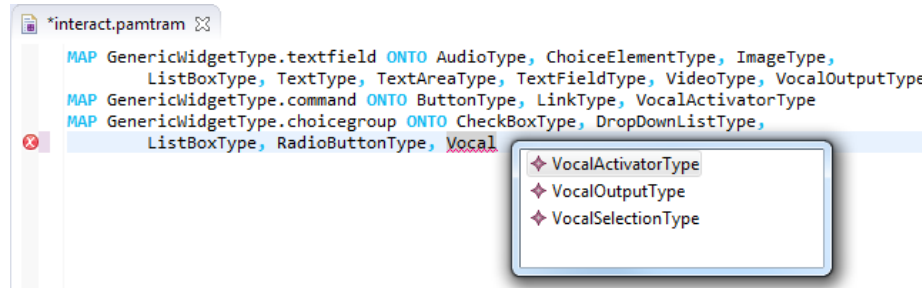 *interact.pamtram
MAP GenericWidgetType.textfield ONTO AudioType, ChoiceElementType, ImageType,
ListBoxType, TextType, TextAreaType, TextFieldType, VideoType, VocalOutputType
MAP GenericWidgetType.command ONTO ButtonType, LinkType, VocalActivatorType
MAP GenericWidgetType.choicegroup ONTO CheckBoxType, DropDownListType,
ListBoxType, RadioButtonType, Vocal
VocalActivatorType
VocalOutputType
VocalSelectionType